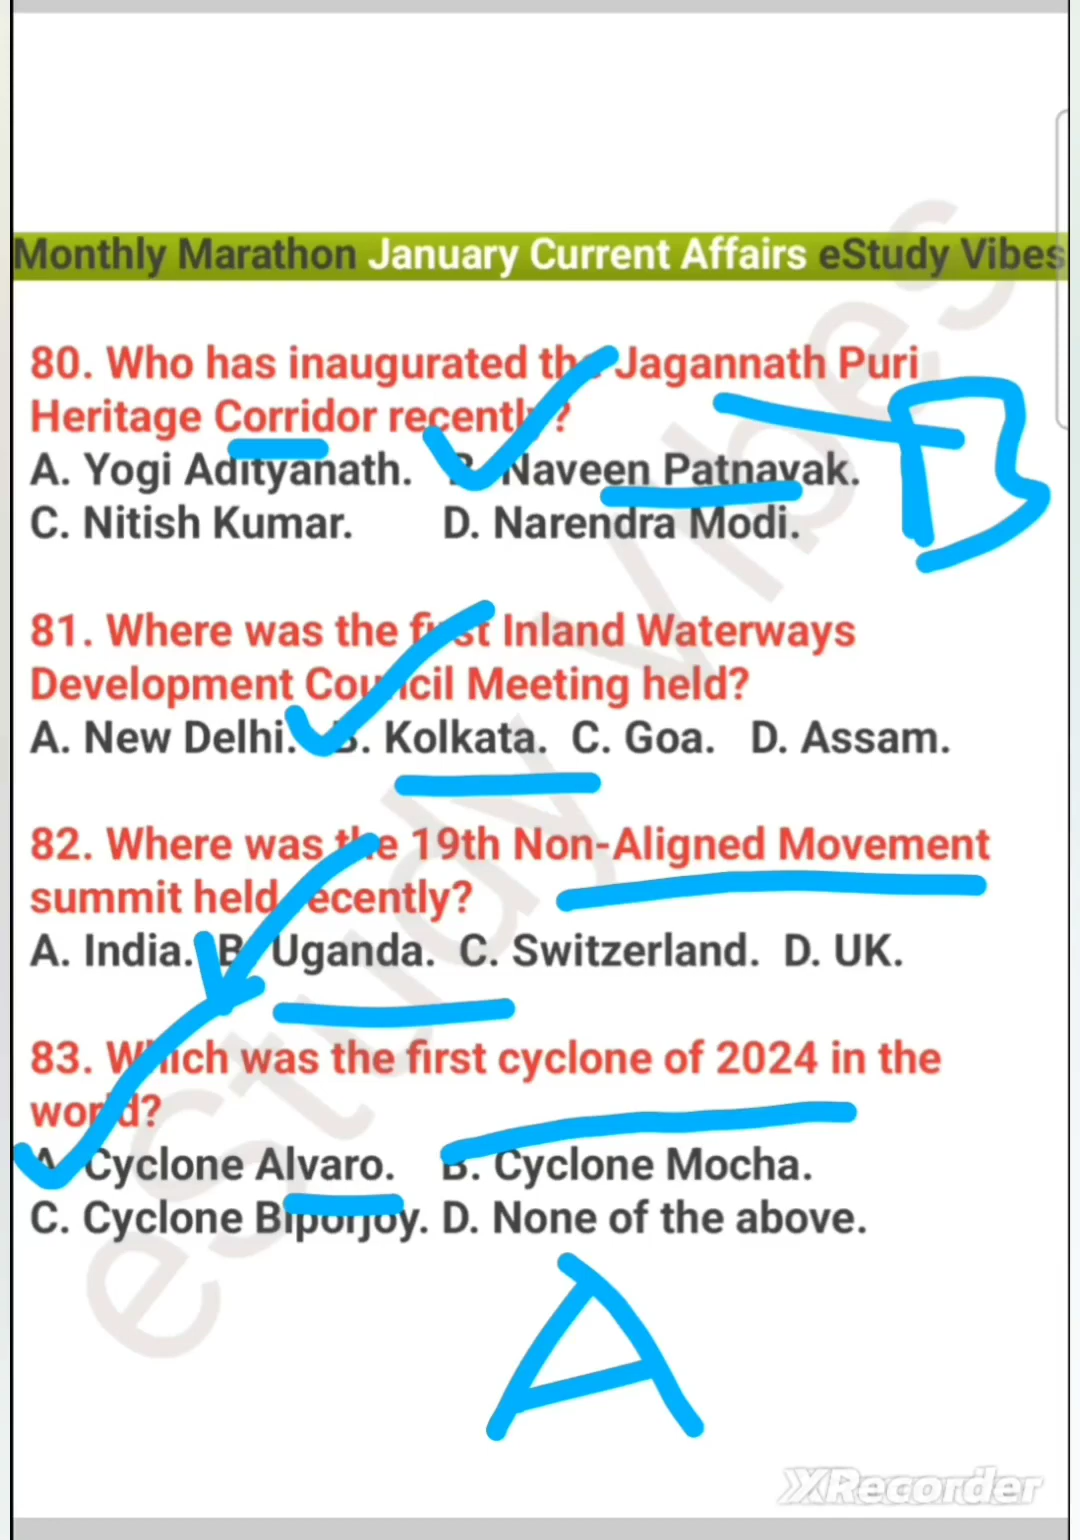 Monthly Marathon January Current Affairs eStudy Vibes
80. Who has inaugurated the Jagannath Puri
Heritage Corridor recently?
A. Yogi Adityanath. B. Naveen Patnayak.
C. Nitish Kumar. D. Narendra Modi.
B
81. Where was the first Inland Waterways
Development Council Meeting held?
A. New Delhi. B. Kolkata. C. Goa. D. Assam.
82. Where was the 19th Non-Aligned Movement
summit held recently?
A. India. B. Uganda. C. Switzerland. D. UK.
83. Which was the first cyclone of 2024 in the
world?
A. Cyclone Alvaro. B. Cyclone Mocha.
C. Cyclone Biporjoy. D. None of the above.
A
eStudy Vibes
XRecorder